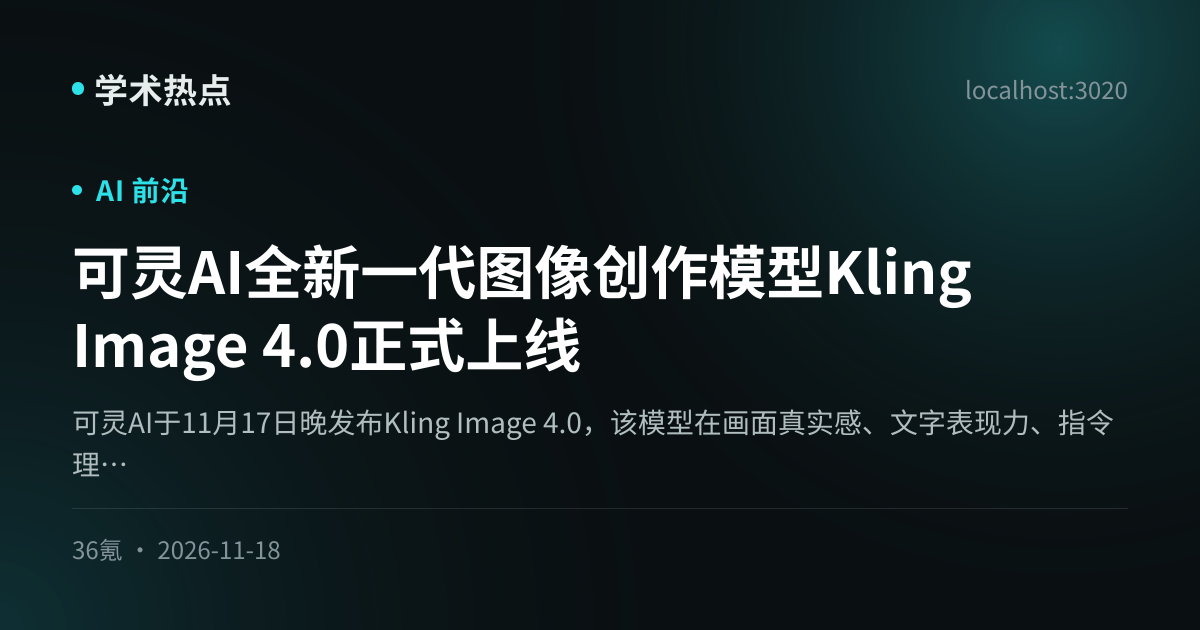 学术热点
localhost:3020
AI 前沿
可灵AI全新一代图像创作模型Kling
Image 4.0正式上线
可灵AI于11月17日晚发布Kling Image 4.0，该模型在画面真实感、文字表现力、指令
理…
36氪 · 2026-11-18